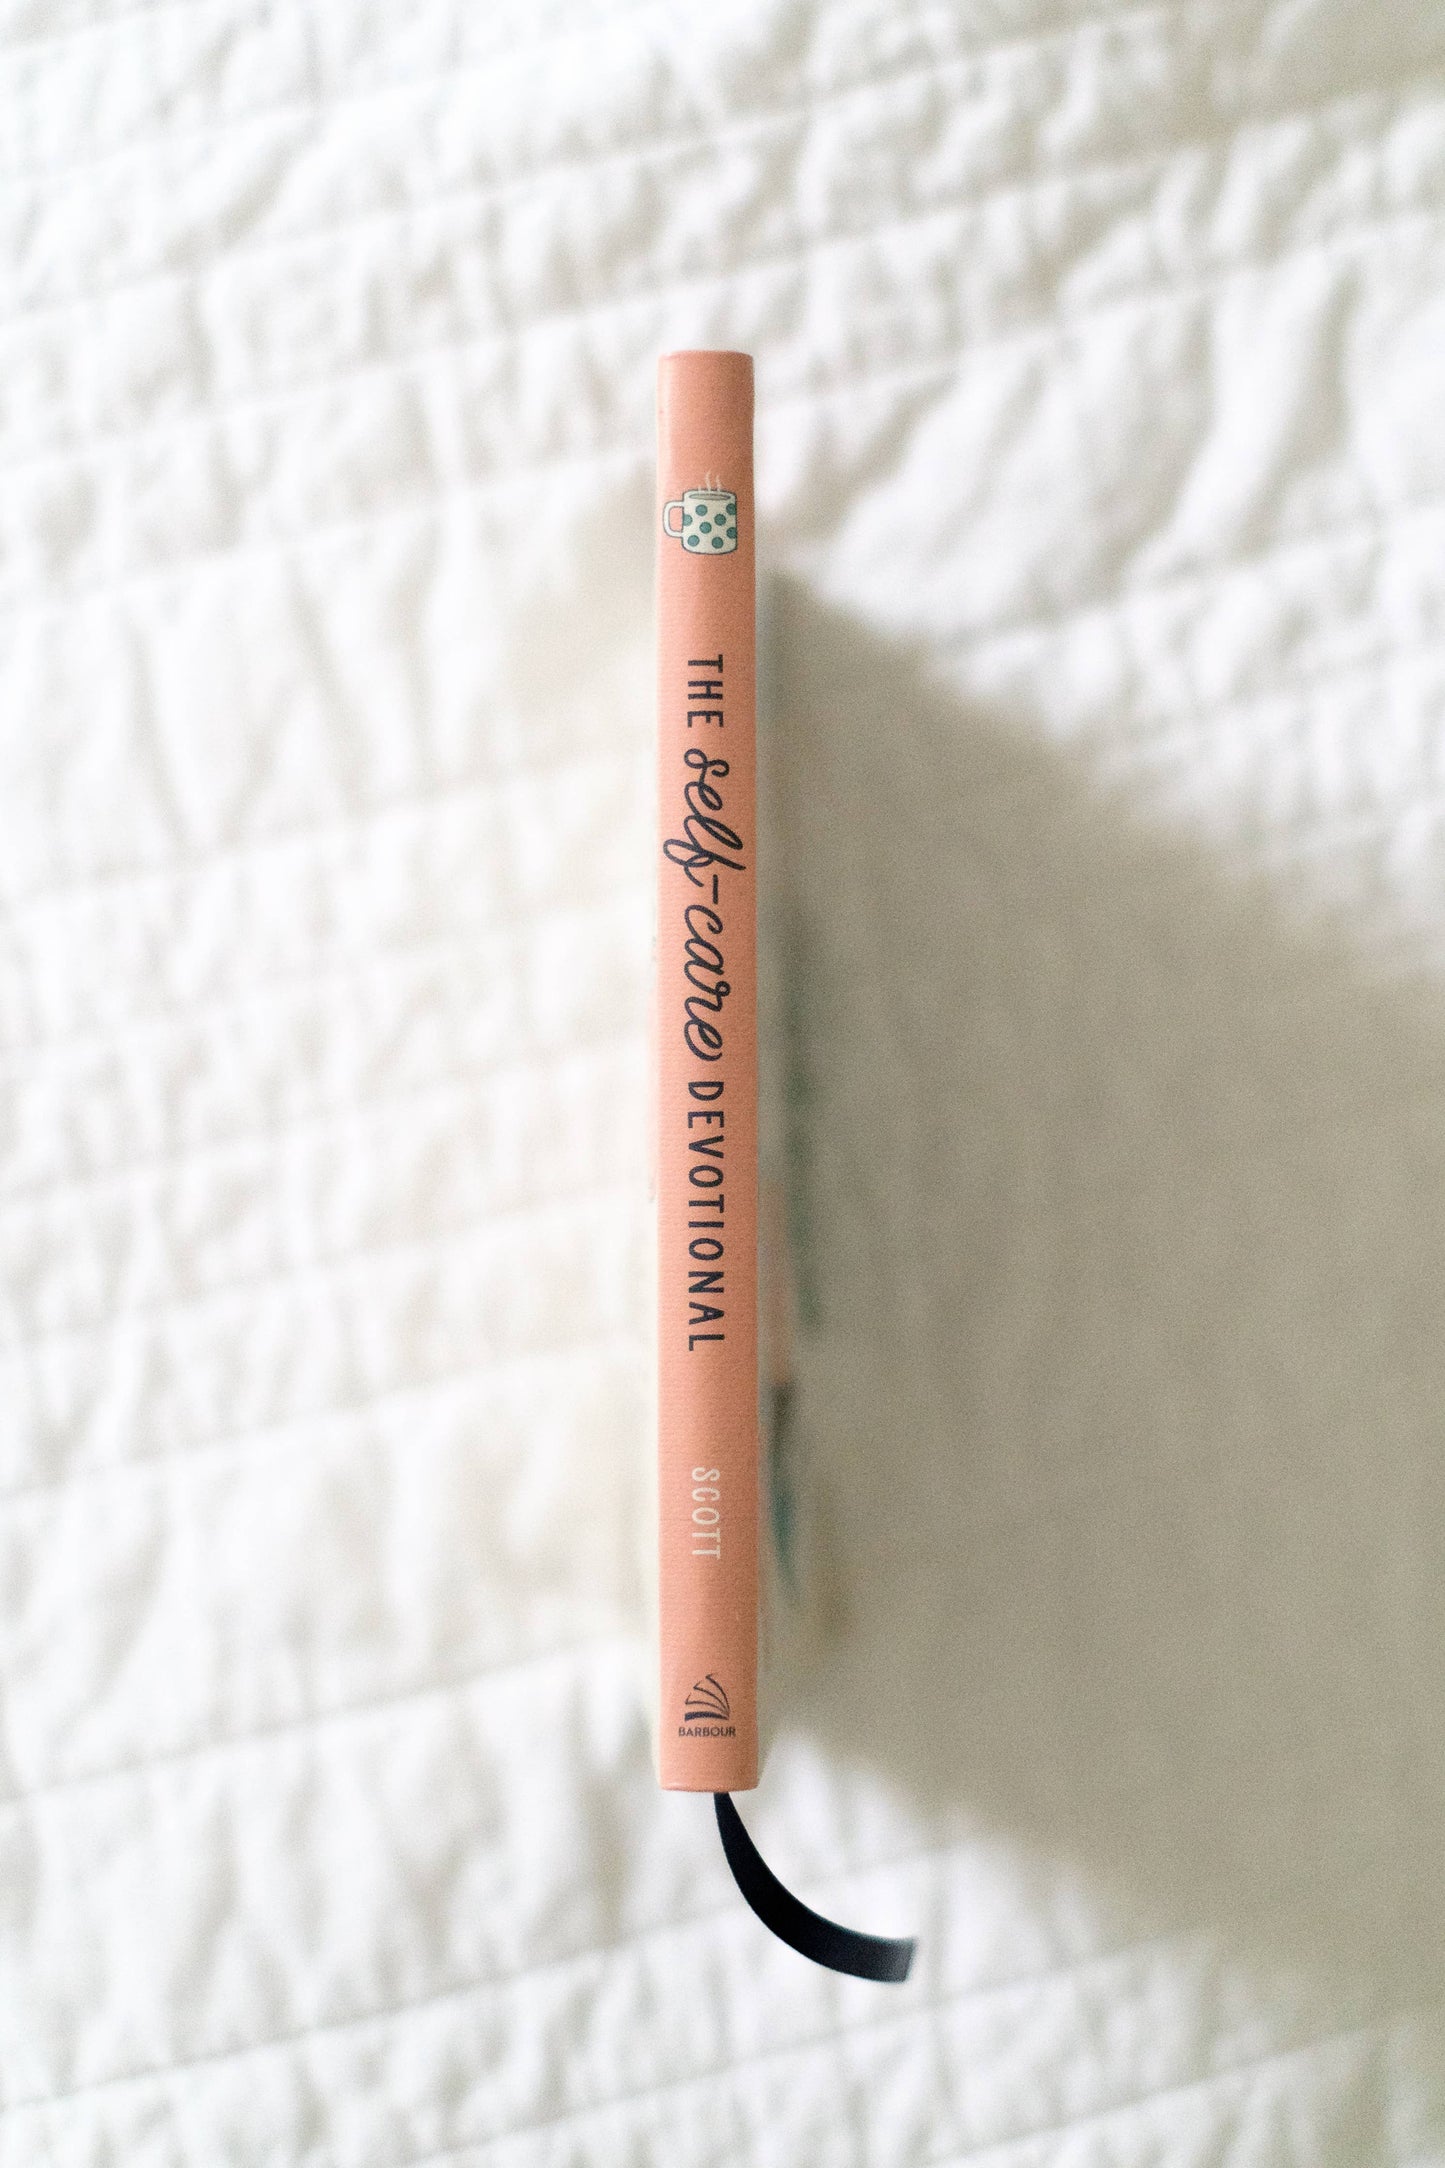 THE self-care DEVOTIONAL
SCOTT
BARBOUR